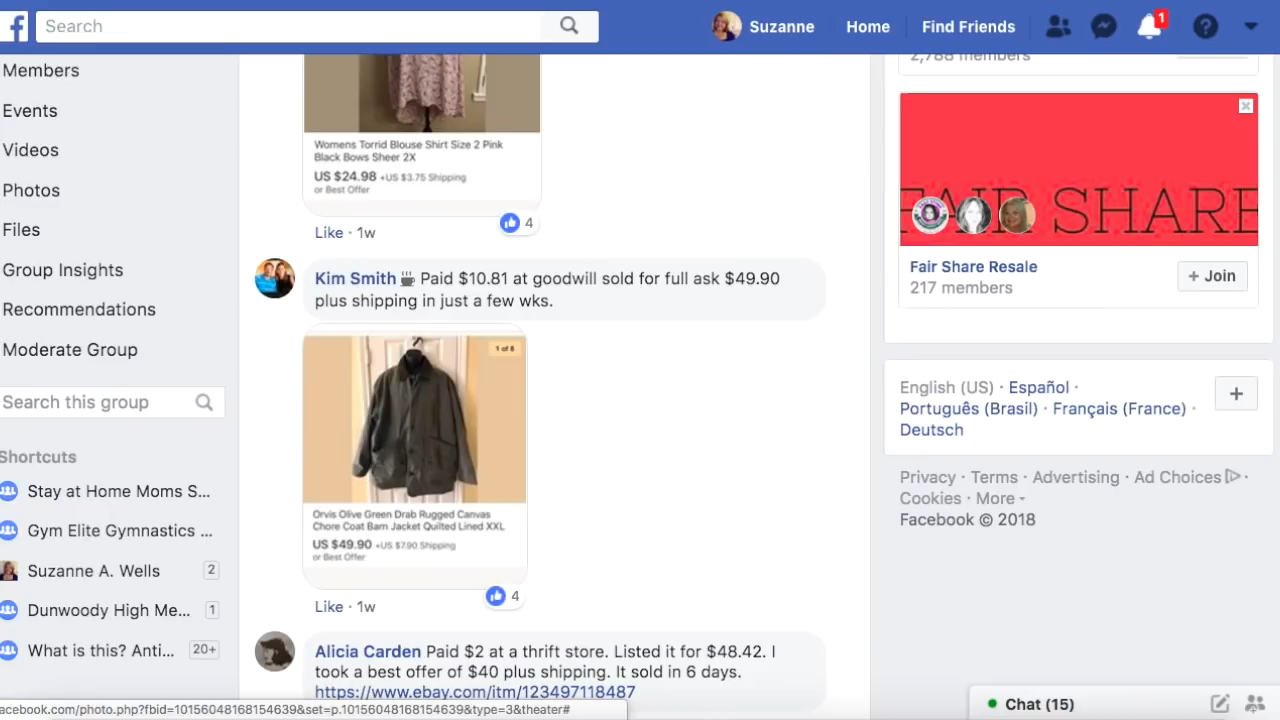 f
Search
Suzanne
Home
Find Friends
1
?
Members
Events
Videos
Photos
Files
Group Insights
Recommendations
Moderate Group
Search this group
Shortcuts
Stay at Home Moms S...
Gym Elite Gymnastics ...
Suzanne A. Wells 2
Dunwoody High Me... 1
What is this? Anti... 20+
Womens Torrid Blouse Shirt Size 2 Pink
Black Bows Sheer 2X
US $24.98 +US $3.75 Shipping
or Best Offer
4
Like · 1w
Kim Smith Paid $10.81 at goodwill sold for full ask $49.90
plus shipping in just a few wks.
1 of 8
Orvis Olive Green Drab Rugged Canvas
Chore Coat Barn Jacket Quilted Lined XXL
US $49.90 +US $7.90 Shipping
or Best Offer
4
Like · 1w
Alicia Carden Paid $2 at a thrift store. Listed it for $48.42. I
took a best offer of $40 plus shipping. It sold in 6 days.
https://www.ebay.com/itm/123497118487
2,788 members
FAIR SHARE
Fair Share Resale
217 members
+ Join
English (US) · Español ·
Português (Brasil) · Français (France) ·
Deutsch
+
Privacy · Terms · Advertising · Ad Choices ·
Cookies · More
Facebook © 2018
Chat (15)
acebook.com/photo.php?fbid=10156048168154639&set=p.10156048168154639&type=3&theater#